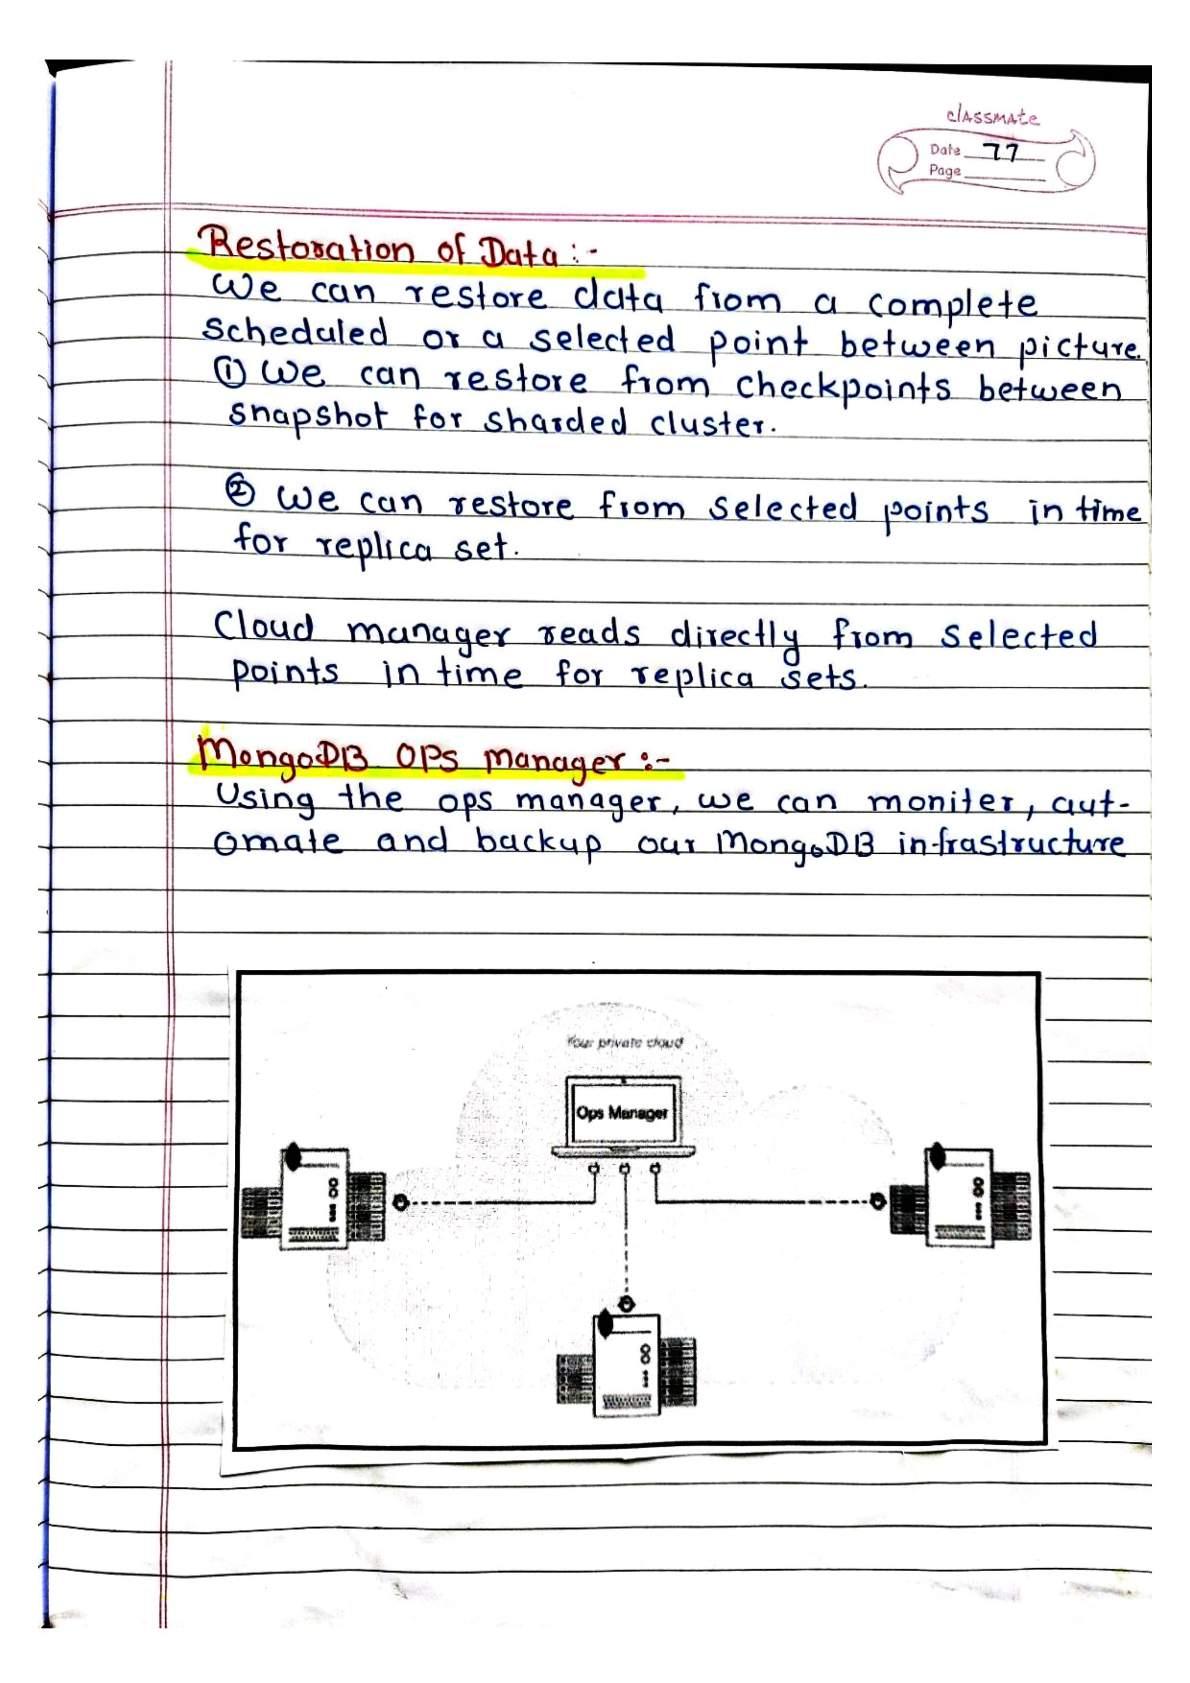 classmate
Date 77
Page
Restoration of Data :-
We can restore data from a complete
scheduled or a selected point between picture.
① We can restore from checkpoints between
snapshot for sharded cluster.
② We can restore from selected points in time
for replica set.
Cloud manager reads directly from selected
points in time for replica sets.
MongoDB OPs manager :-
Using the ops manager, we can moniter, aut-
omate and backup our MongoDB infrastructure
Your private cloud
Ops Manager